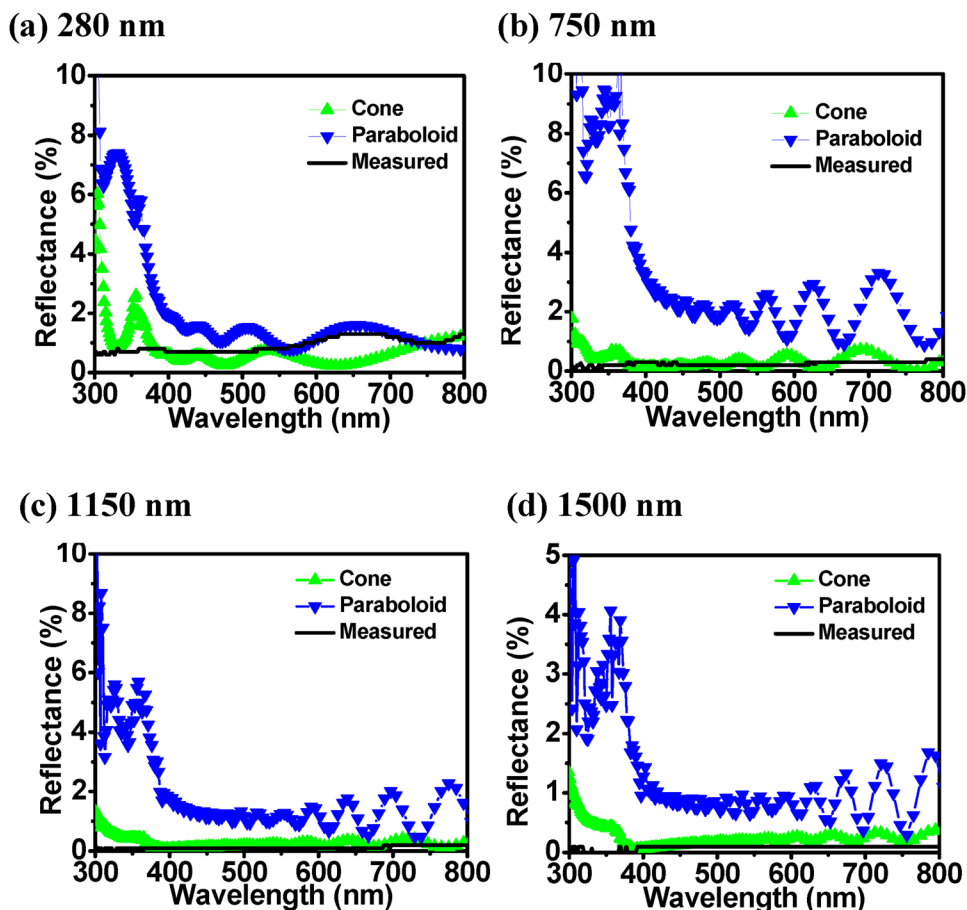 (a) 280 nm
10
8
6
4
2
0
Reflectance (%)
Cone
Paraboloid
Measured
300 400 500 600 700 800
Wavelength (nm)
(b) 750 nm
10
8
6
4
2
0
Reflectance (%)
Cone
Paraboloid
Measured
300 400 500 600 700 800
Wavelength (nm)
(c) 1150 nm
10
8
6
4
2
0
Reflectance (%)
Cone
Paraboloid
Measured
300 400 500 600 700 800
Wavelength (nm)
(d) 1500 nm
5
4
3
2
1
0
Reflectance (%)
Cone
Paraboloid
Measured
300 400 500 600 700 800
Wavelength (nm)